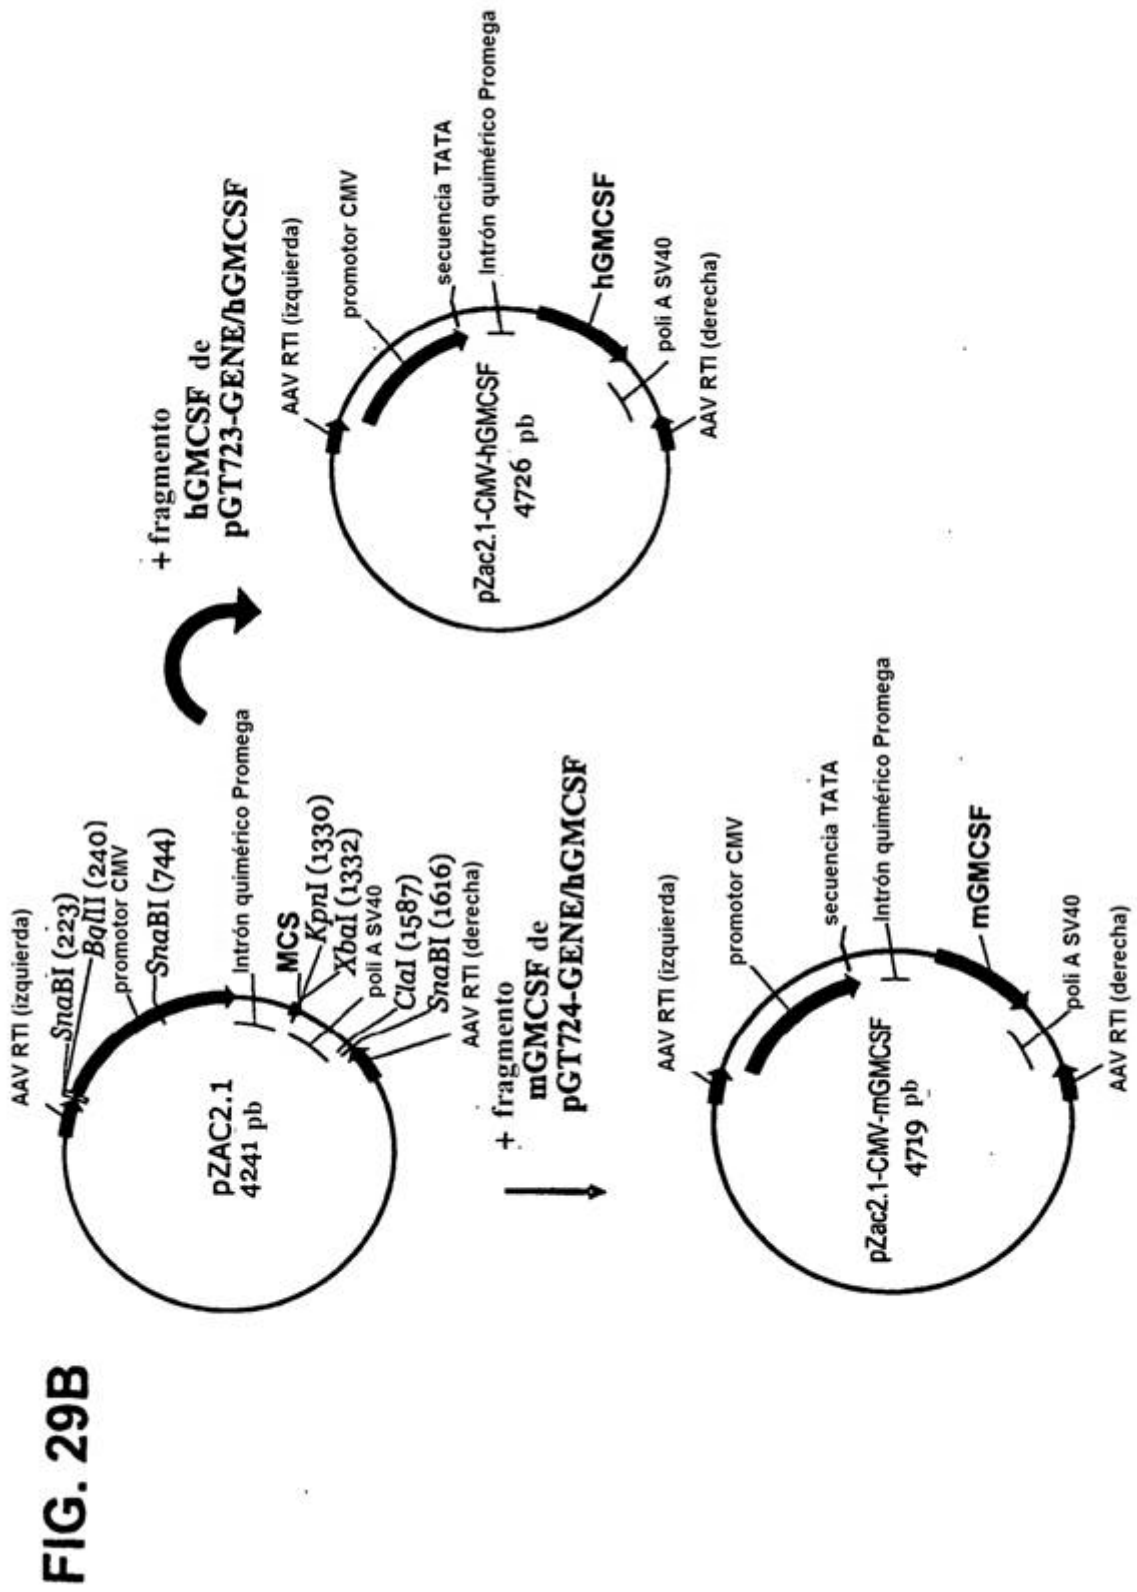 FIG. 29B
AAV RTI (izquierda)
SnaBI (223)
BglII (240)
promotor CMV
SnaBI (744)
Intrón quimérico Promega
MCS
KpnI (1330)
XbaI (1332)
poli A SV40
ClaI (1587)
SnaBI (1616)
AAV RTI (derecha)
pZAC2.1
4241 pb
+ fragmento
hGMCSF de
pGT723-GENE/hGMCSF
AAV RTI (izquierda)
promotor CMV
secuencia TATA
Intrón quimérico Promega
hGMCSF
poli A SV40
AAV RTI (derecha)
pZac2.1-CMV-hGMCSF
4726 pb
+ fragmento
mGMCSF de
pGT724-GENE/hGMCSF
AAV RTI (izquierda)
promotor CMV
secuencia TATA
Intrón quimérico Promega
mGMCSF
poli A SV40
AAV RTI (derecha)
pZac2.1-CMV-mGMCSF
4719 pb